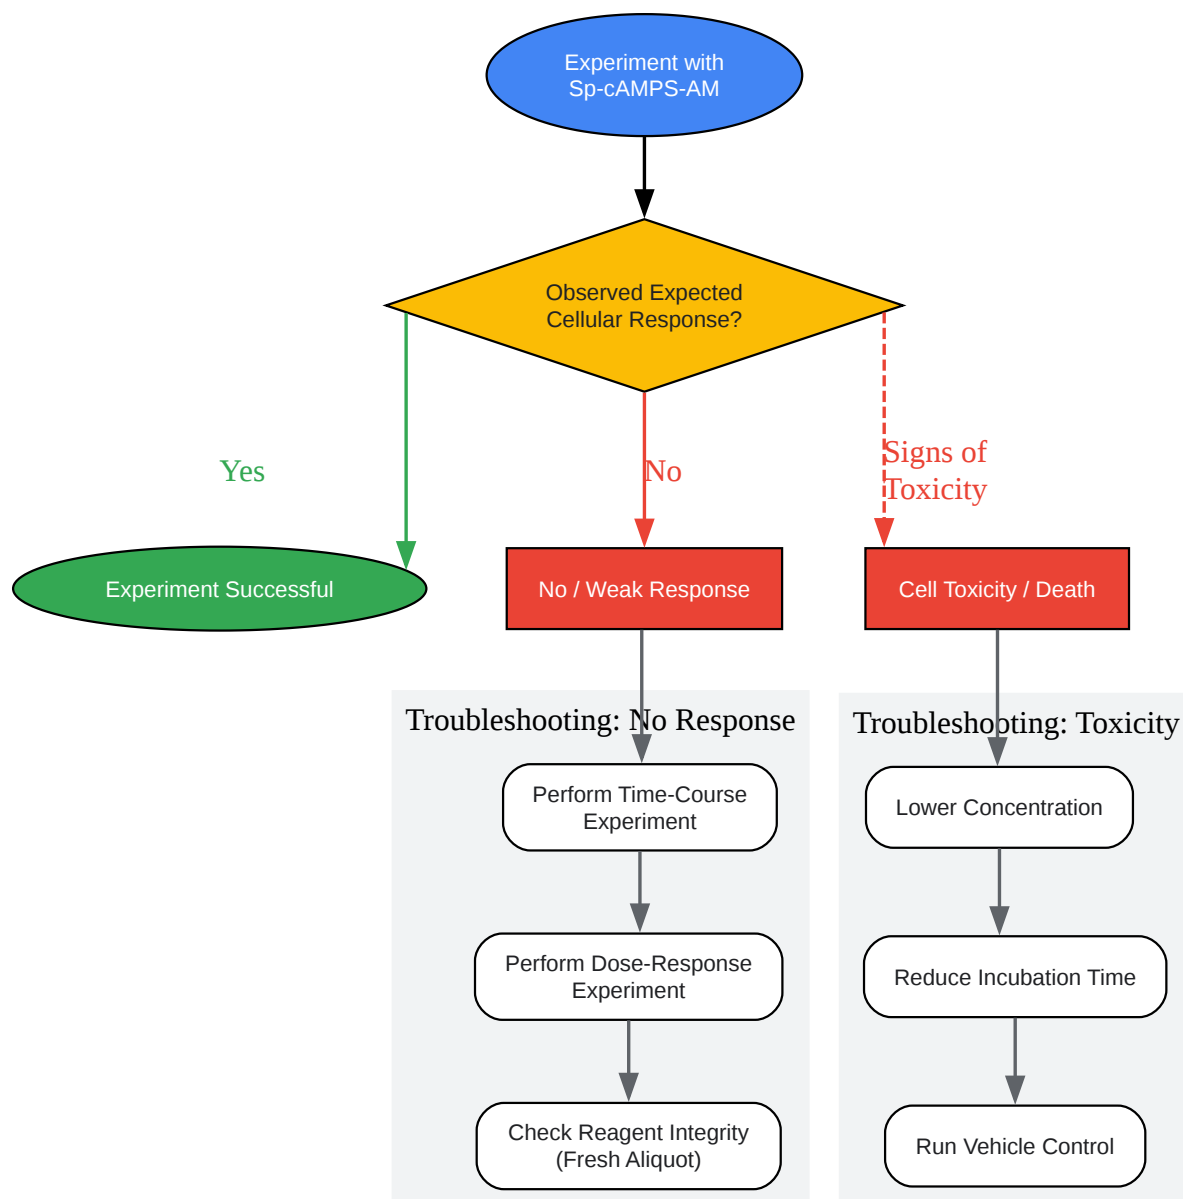 Experiment with
Sp-cAMPS-AM
Observed Expected
Cellular Response?
Yes
No
Signs of
Toxicity
Experiment Successful
No / Weak Response
Cell Toxicity / Death
Troubleshooting: No Response
Perform Time-Course
Experiment
Perform Dose-Response
Experiment
Check Reagent Integrity
(Fresh Aliquot)
Troubleshooting: Toxicity
Lower Concentration
Reduce Incubation Time
Run Vehicle Control